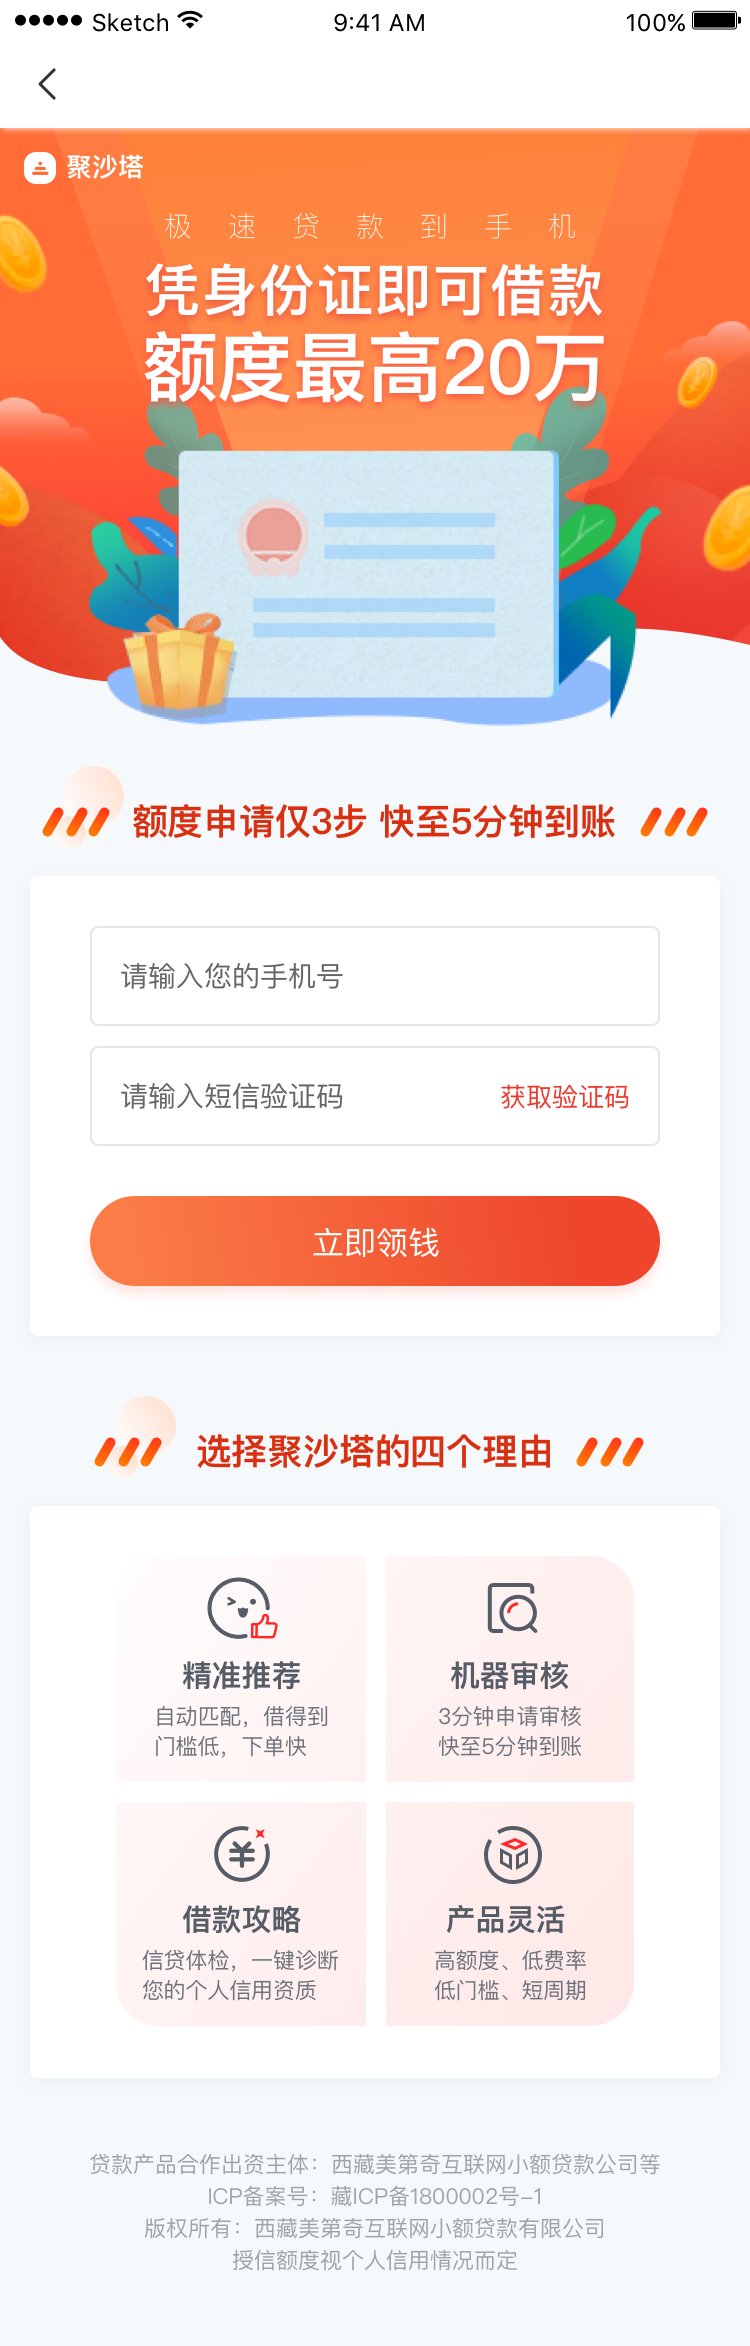 Sketch 9:41 AM 100%
聚沙塔
极速贷款到手机
凭身份证即可借款
额度最高20万
额度申请仅3步 快至5分钟到账
请输入您的手机号
请输入短信验证码 获取验证码
立即领钱
选择聚沙塔的四个理由
精准推荐
自动匹配，借得到
门槛低，下单快
机器审核
3分钟申请审核
快至5分钟到账
借款攻略
信贷体检，一键诊断
您的个人信用资质
产品灵活
高额度、低费率
低门槛、短周期
贷款产品合作出资主体：西藏美第奇互联网小额贷款公司等
ICP备案号：藏ICP备1800002号-1
版权所有：西藏美第奇互联网小额贷款有限公司
授信额度视个人信用情况而定